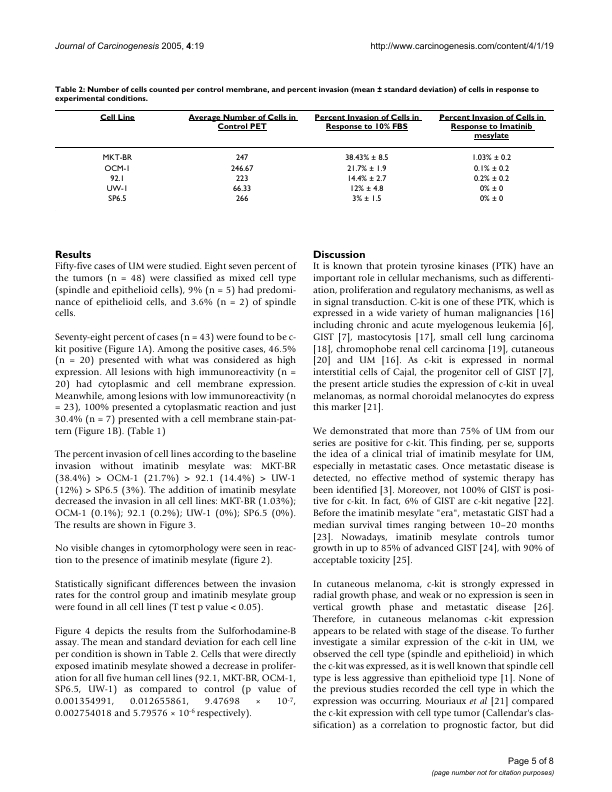 Journal of Carcinogenesis 2005, 4:19
http://www.carcinogenesis.com/content/4/1/19
Table 2: Number of cells counted per control membrane, and percent invasion (mean ± standard deviation) of cells in response to
experimental conditions.
Cell Line
Average Number of Cells in
Control PET
Percent Invasion of Cells in
Response to 10% FBS
Percent Invasion of Cells in
Response to Imatinib
mesylate
MKT-BR 247 38.43% ± 8.5 1.03% ± 0.2
OCM-1 246.67 21.7% ± 1.9 0.1% ± 0.2
92.1 223 14.4% ± 2.7 0.2% ± 0.2
UW-1 66.33 12% ± 4.8 0% ± 0
SP6.5 266 3% ± 1.5 0% ± 0
Results
Fifty-five cases of UM were studied. Eight seven percent of
the tumors (n = 48) were classified as mixed cell type
(spindle and epithelioid cells), 9% (n = 5) had predomi-
nance of epithelioid cells, and 3.6% (n = 2) of spindle
cells.
Seventy-eight percent of cases (n = 43) were found to be c-
kit positive (Figure 1A). Among the positive cases, 46.5%
(n = 20) presented with what was considered as high
expression. All lesions with high immunoreactivity (n =
20) had cytoplasmic and cell membrane expression.
Meanwhile, among lesions with low immunoreactivity (n
= 23), 100% presented a cytoplasmatic reaction and just
30.4% (n = 7) presented with a cell membrane stain-pat-
tern (Figure 1B). (Table 1)
The percent invasion of cell lines according to the baseline
invasion without imatinib mesylate was: MKT-BR
(38.4%) > OCM-1 (21.7%) > 92.1 (14.4%) > UW-1
(12%) > SP6.5 (3%). The addition of imatinib mesylate
decreased the invasion in all cell lines: MKT-BR (1.03%);
OCM-1 (0.1%); 92.1 (0.2%); UW-1 (0%); SP6.5 (0%).
The results are shown in Figure 3.
No visible changes in cytomorphology were seen in reac-
tion to the presence of imatinib mesylate (figure 2).
Statistically significant differences between the invasion
rates for the control group and imatinib mesylate group
were found in all cell lines (T test p value < 0.05).
Figure 4 depicts the results from the Sulforhodamine-B
assay. The mean and standard deviation for each cell line
per condition is shown in Table 2. Cells that were directly
exposed imatinib mesylate showed a decrease in prolifer-
ation for all five human cell lines (92.1, MKT-BR, OCM-1,
SP6.5, UW-1) as compared to control (p value of
0.001354991, 0.012655861, 9.47698 × 10-7,
0.002754018 and 5.79576 × 10-6 respectively).
Discussion
It is known that protein tyrosine kinases (PTK) have an
important role in cellular mechanisms, such as differenti-
ation, proliferation and regulatory mechanisms, as well as
in signal transduction. C-kit is one of these PTK, which is
expressed in a wide variety of human malignancies [16]
including chronic and acute myelogenous leukemia [6],
GIST [7], mastocytosis [17], small cell lung carcinoma
[18], chromophobe renal cell carcinoma [19], cutaneous
[20] and UM [16]. As c-kit is expressed in normal
interstitial cells of Cajal, the progenitor cell of GIST [7],
the present article studies the expression of c-kit in uveal
melanomas, as normal choroidal melanocytes do express
this marker [21].
We demonstrated that more than 75% of UM from our
series are positive for c-kit. This finding, per se, supports
the idea of a clinical trial of imatinib mesylate for UM,
especially in metastatic cases. Once metastatic disease is
detected, no effective method of systemic therapy has
been identified [3]. Moreover, not 100% of GIST is posi-
tive for c-kit. In fact, 6% of GIST are c-kit negative [22].
Before the imatinib mesylate "era", metastatic GIST had a
median survival times ranging between 10–20 months
[23]. Nowadays, imatinib mesylate controls tumor
growth in up to 85% of advanced GIST [24], with 90% of
acceptable toxicity [25].
In cutaneous melanoma, c-kit is strongly expressed in
radial growth phase, and weak or no expression is seen in
vertical growth phase and metastatic disease [26].
Therefore, in cutaneous melanomas c-kit expression
appears to be related with stage of the disease. To further
investigate a similar expression of the c-kit in UM, we
observed the cell type (spindle and epithelioid) in which
the c-kit was expressed, as it is well known that spindle cell
type is less aggressive than epithelioid type [1]. None of
the previous studies recorded the cell type in which the
expression was occurring. Mouriaux et al [21] compared
the c-kit expression with cell type tumor (Callendar's clas-
sification) as a correlation to prognostic factor, but did
Page 5 of 8
(page number not for citation purposes)